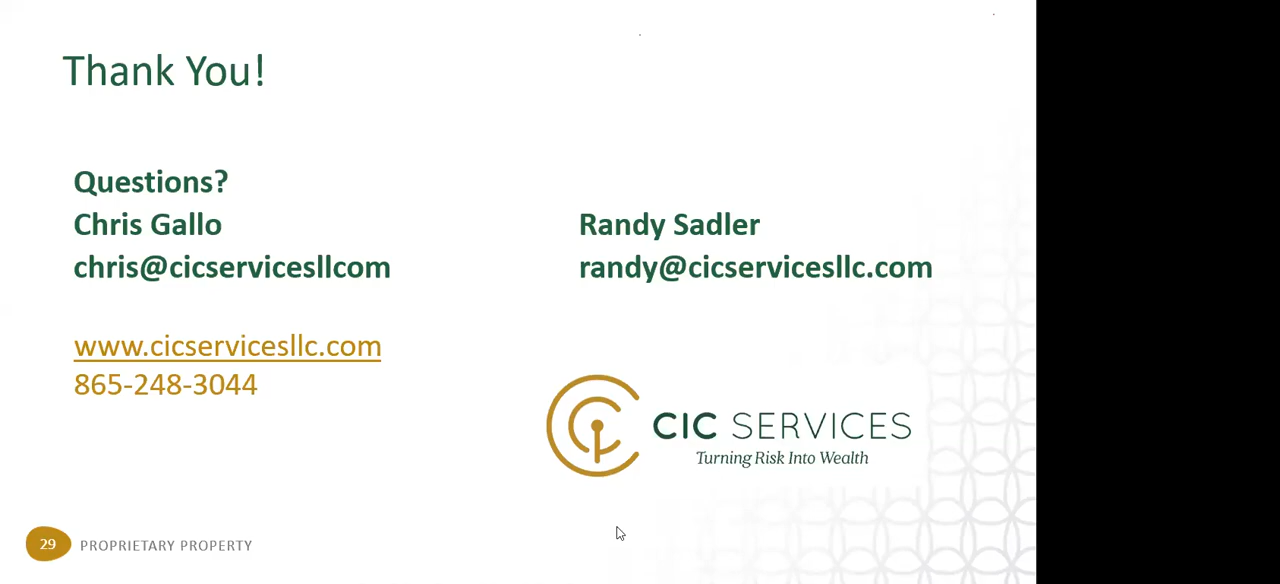 Thank You!
Questions?
Chris Gallo
chris@cicservicesllcom
Randy Sadler
randy@cicservicesllc.com
www.cicservicesllc.com
865-248-3044
CIC SERVICES
Turning Risk Into Wealth
29 PROPRIETARY PROPERTY